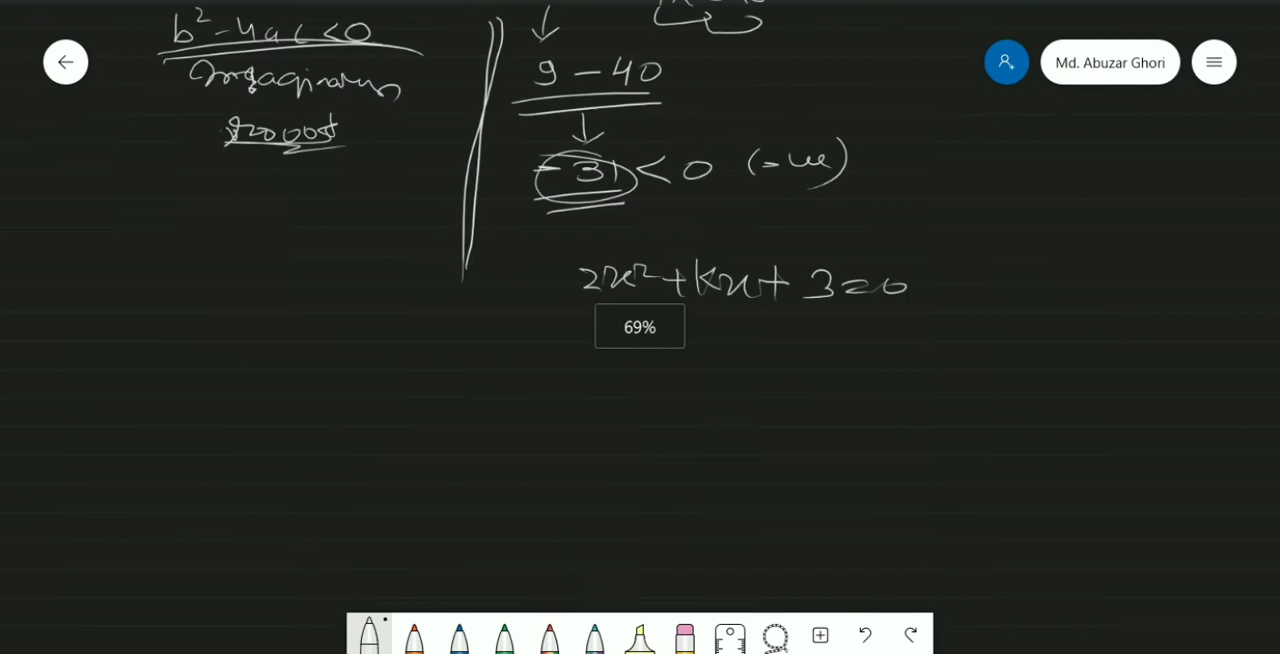 b² - 4ac < 0
Imaginary
root
9 - 40
- 31 < 0 (-ve)
2x² + kx + 3 = 0
69%
Md. Abuzar Ghori